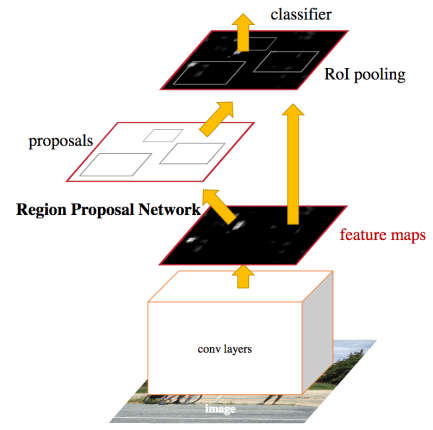 classifier
RoI pooling
proposals
Region Proposal Network
feature maps
conv layers
image